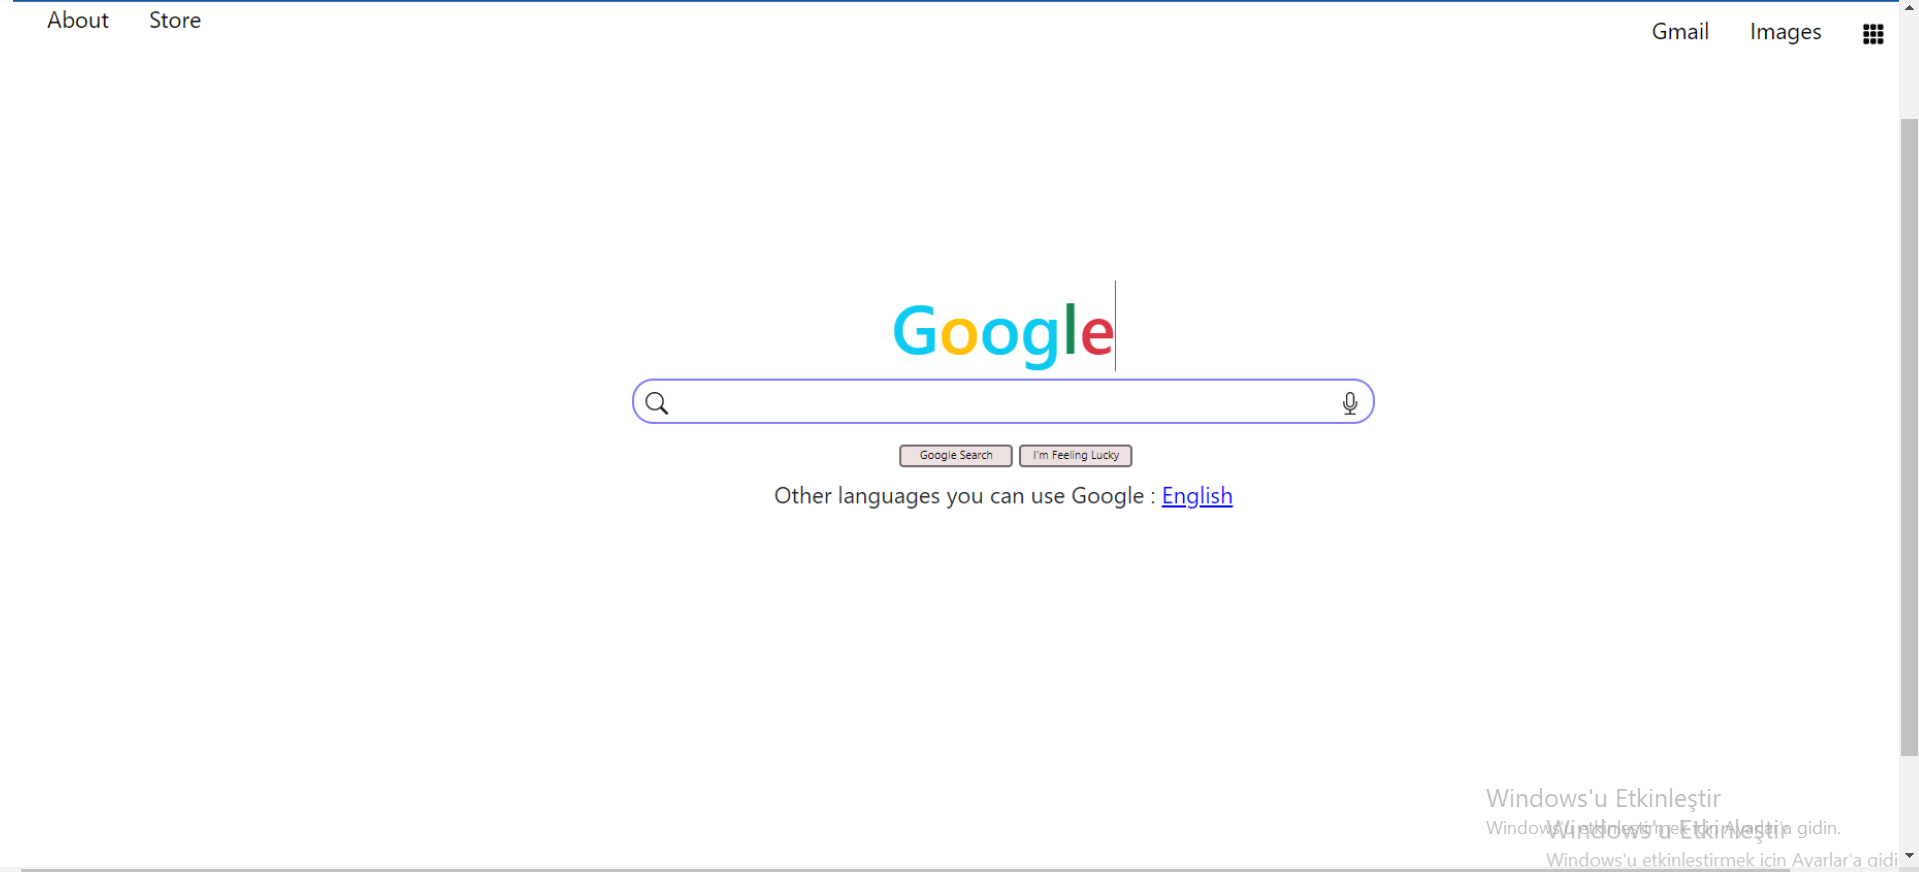 About Store
Gmail Images
Google
Google Search I'm Feeling Lucky
Other languages you can use Google : English
Windows'u Etkinleştir
Windows'u etkinleştirmek için Ayarlar'a gidin.
Windows'u Etkinleştir
Windows'u etkinleştirmek için Ayarlar'a gidi